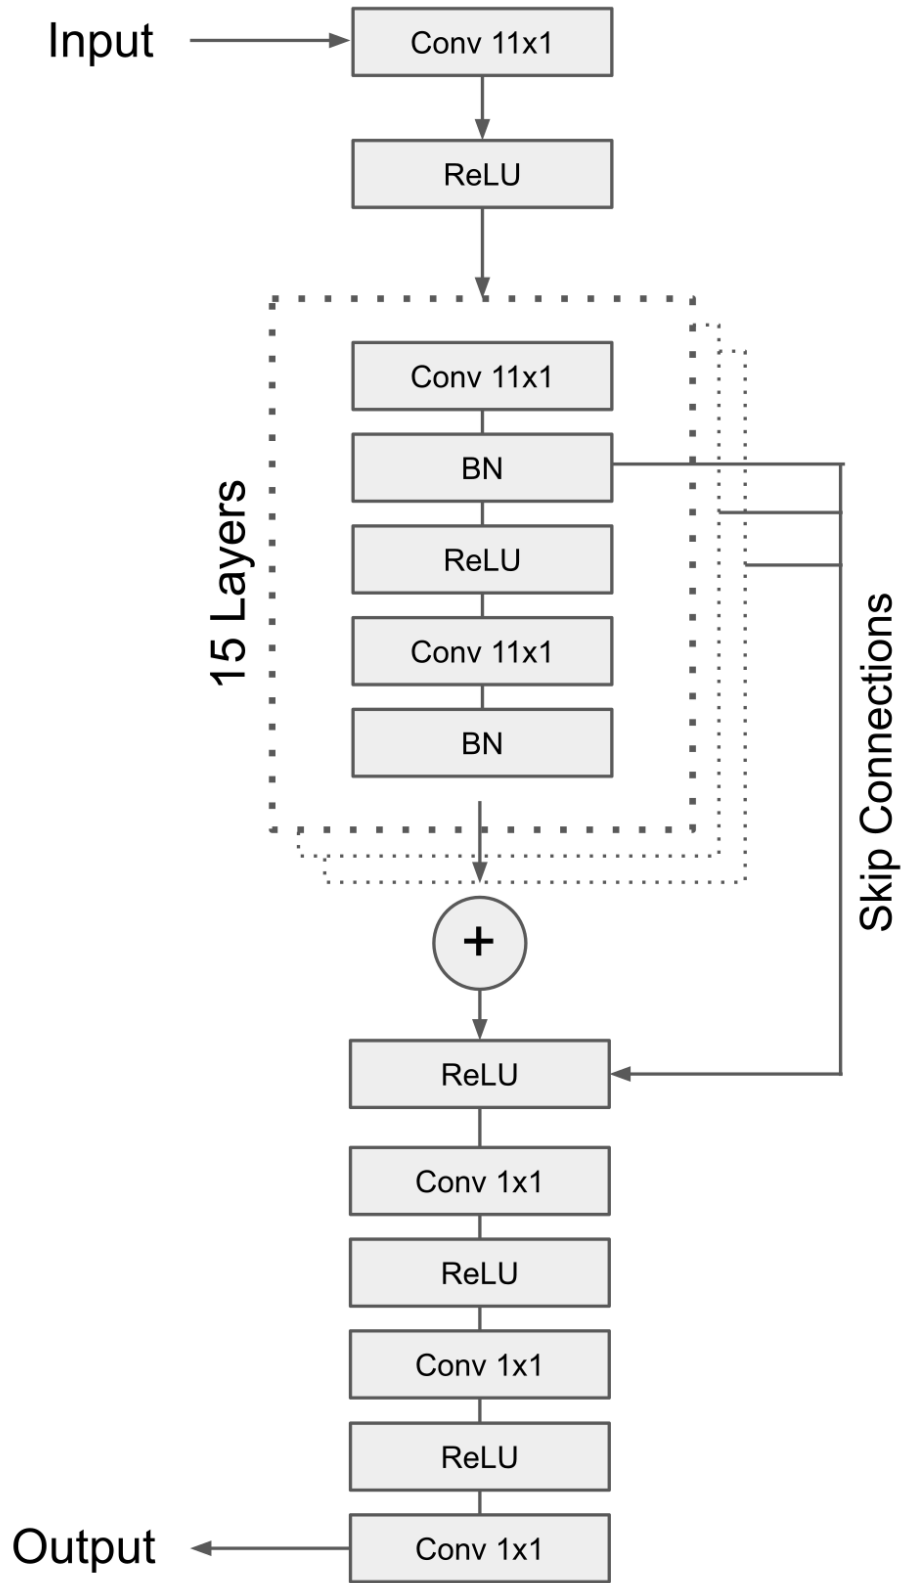 Input
Conv 11x1
ReLU
15 Layers
Conv 11x1
BN
ReLU
Conv 11x1
BN
Skip Connections
+
ReLU
Conv 1x1
ReLU
Conv 1x1
ReLU
Conv 1x1
Output